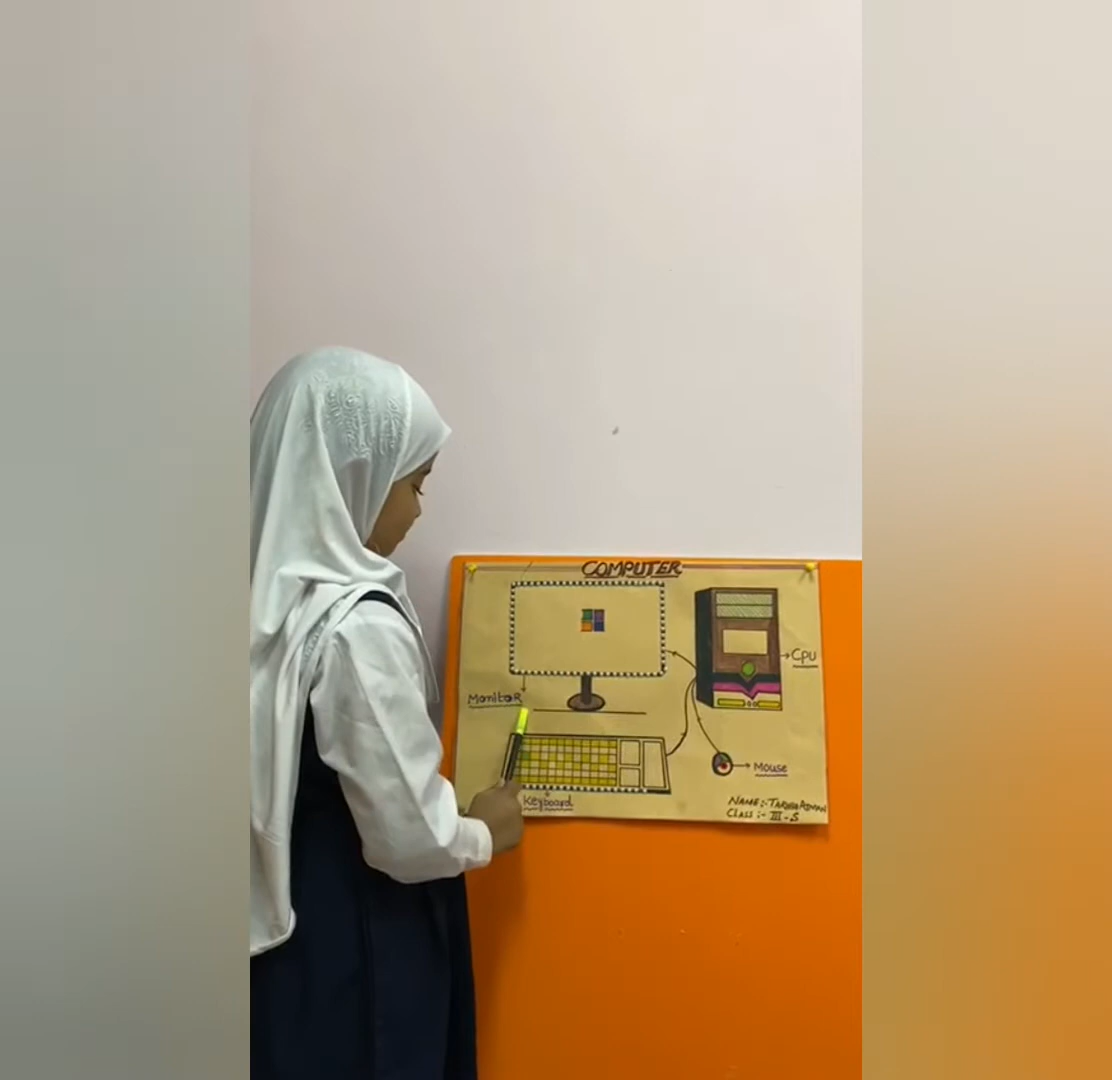 COMPUTER
Cpu
MonitoR
Mouse
Keyboard
NAME:-
CLASS :- III - S